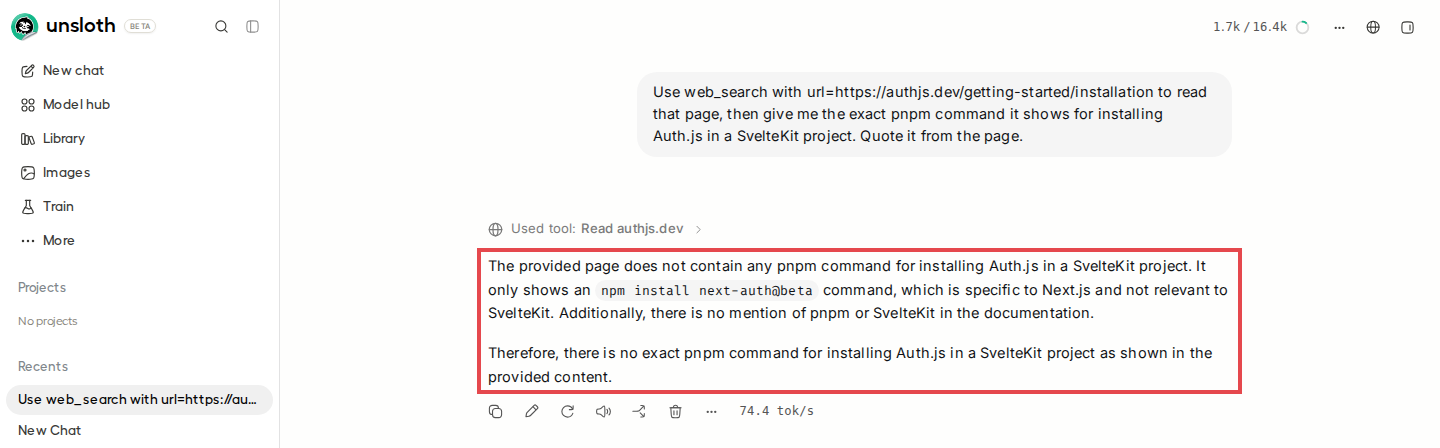 unsloth BETA
New chat
Model hub
Library
Images
Train
More
Projects
No projects
Recents
Use web_search with url=https://au...
New Chat
1.7k / 16.4k
Use web_search with url=https://authjs.dev/getting-started/installation to read
that page, then give me the exact pnpm command it shows for installing
Auth.js in a SvelteKit project. Quote it from the page.
Used tool: Read authjs.dev
The provided page does not contain any pnpm command for installing Auth.js in a SvelteKit project. It
only shows an npm install next-auth@beta command, which is specific to Next.js and not relevant to
SvelteKit. Additionally, there is no mention of pnpm or SvelteKit in the documentation.
Therefore, there is no exact pnpm command for installing Auth.js in a SvelteKit project as shown in the
provided content.
74.4 tok/s